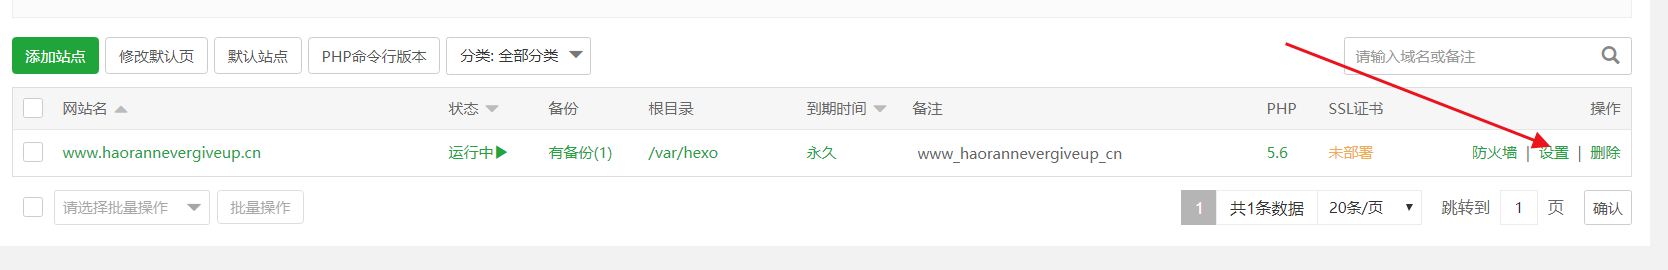 添加站点 修改默认页 默认站点 PHP命令行版本 分类: 全部分类 请输入域名或备注
网站名 状态 备份 根目录 到期时间 备注 PHP SSL证书 操作
www.haorannevergiveup.cn 运行中 有备份(1) /var/hexo 永久 www_haorannevergiveup_cn 5.6 未部署 防火墙 | 设置 | 删除
请选择批量操作 批量操作 1 共1条数据 20条/页 跳转到 1 页 确认